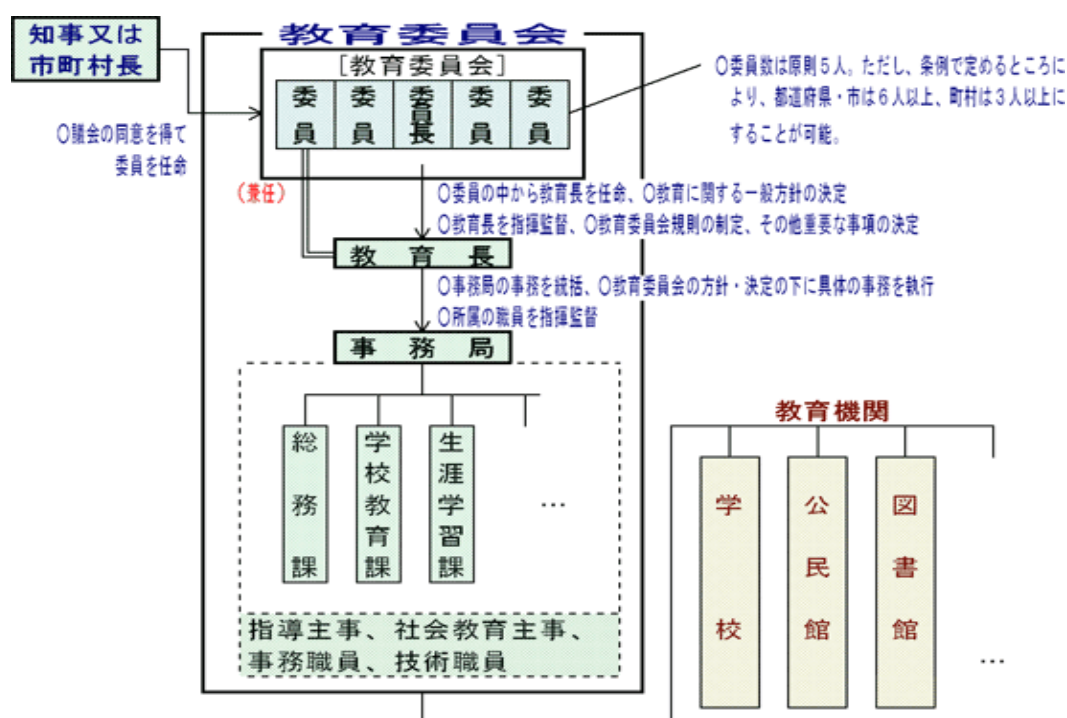 知事又は
市町村長
〇議会の同意を得て
委員を任命
教育委員会
[教育委員会]
委員
委員
委員長
委員
委員
〇委員数は原則５人。ただし、条例で定めるところに
より、都道府県・市は６人以上、町村は３人以上に
することが可能。
(兼任)
〇委員の中から教育長を任命、〇教育に関する一般方針の決定
〇教育長を指揮監督、〇教育委員会規則の制定、その他重要な事項の決定
教育長
〇事務局の事務を統括、〇教育委員会の方針・決定の下に具体の事務を執行
〇所属の職員を指揮監督
事務局
総務課
学校教育課
生涯学習課
…
指導主事、社会教育主事、
事務職員、技術職員
教育機関
学校
公民館
図書館
…